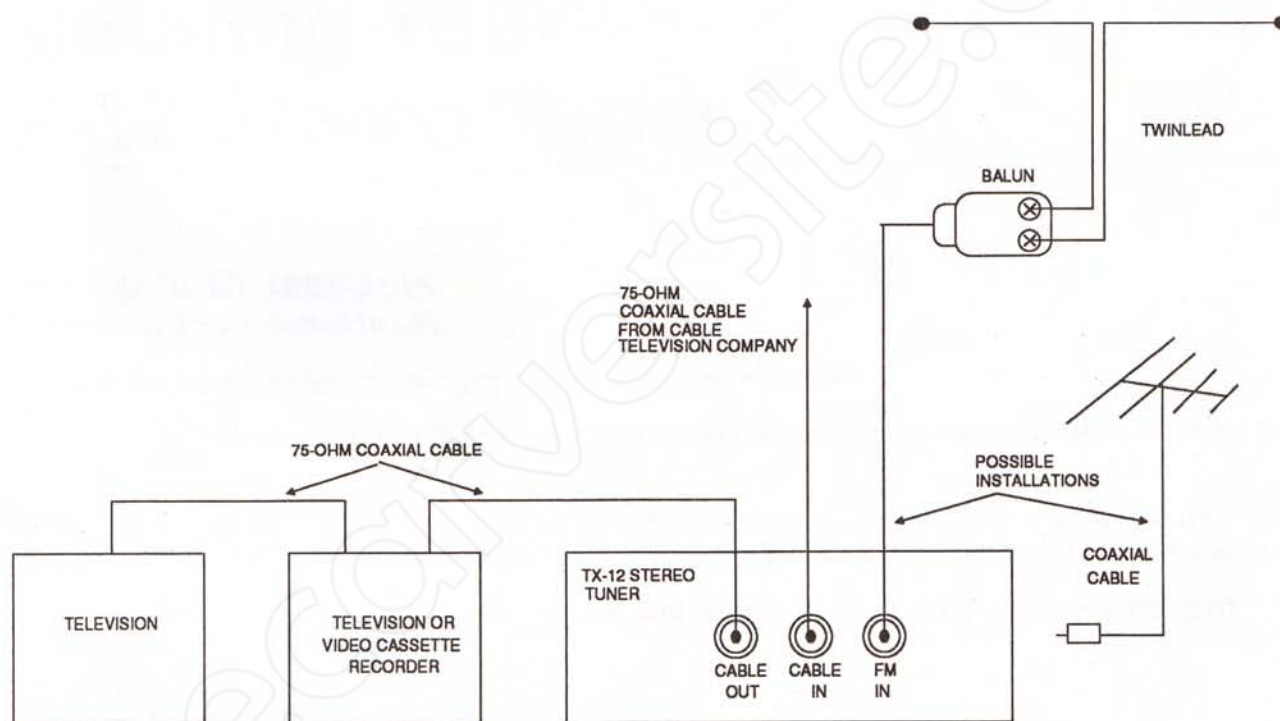 TWINLEAD
BALUN
75-OHM
COAXIAL CABLE
FROM CABLE
TELEVISION COMPANY
75-OHM COAXIAL CABLE
POSSIBLE
INSTALLATIONS
COAXIAL
CABLE
TX-12 STEREO
TUNER
TELEVISION
TELEVISION OR
VIDEO CASSETTE
RECORDER
CABLE
OUT
CABLE
IN
FM
IN